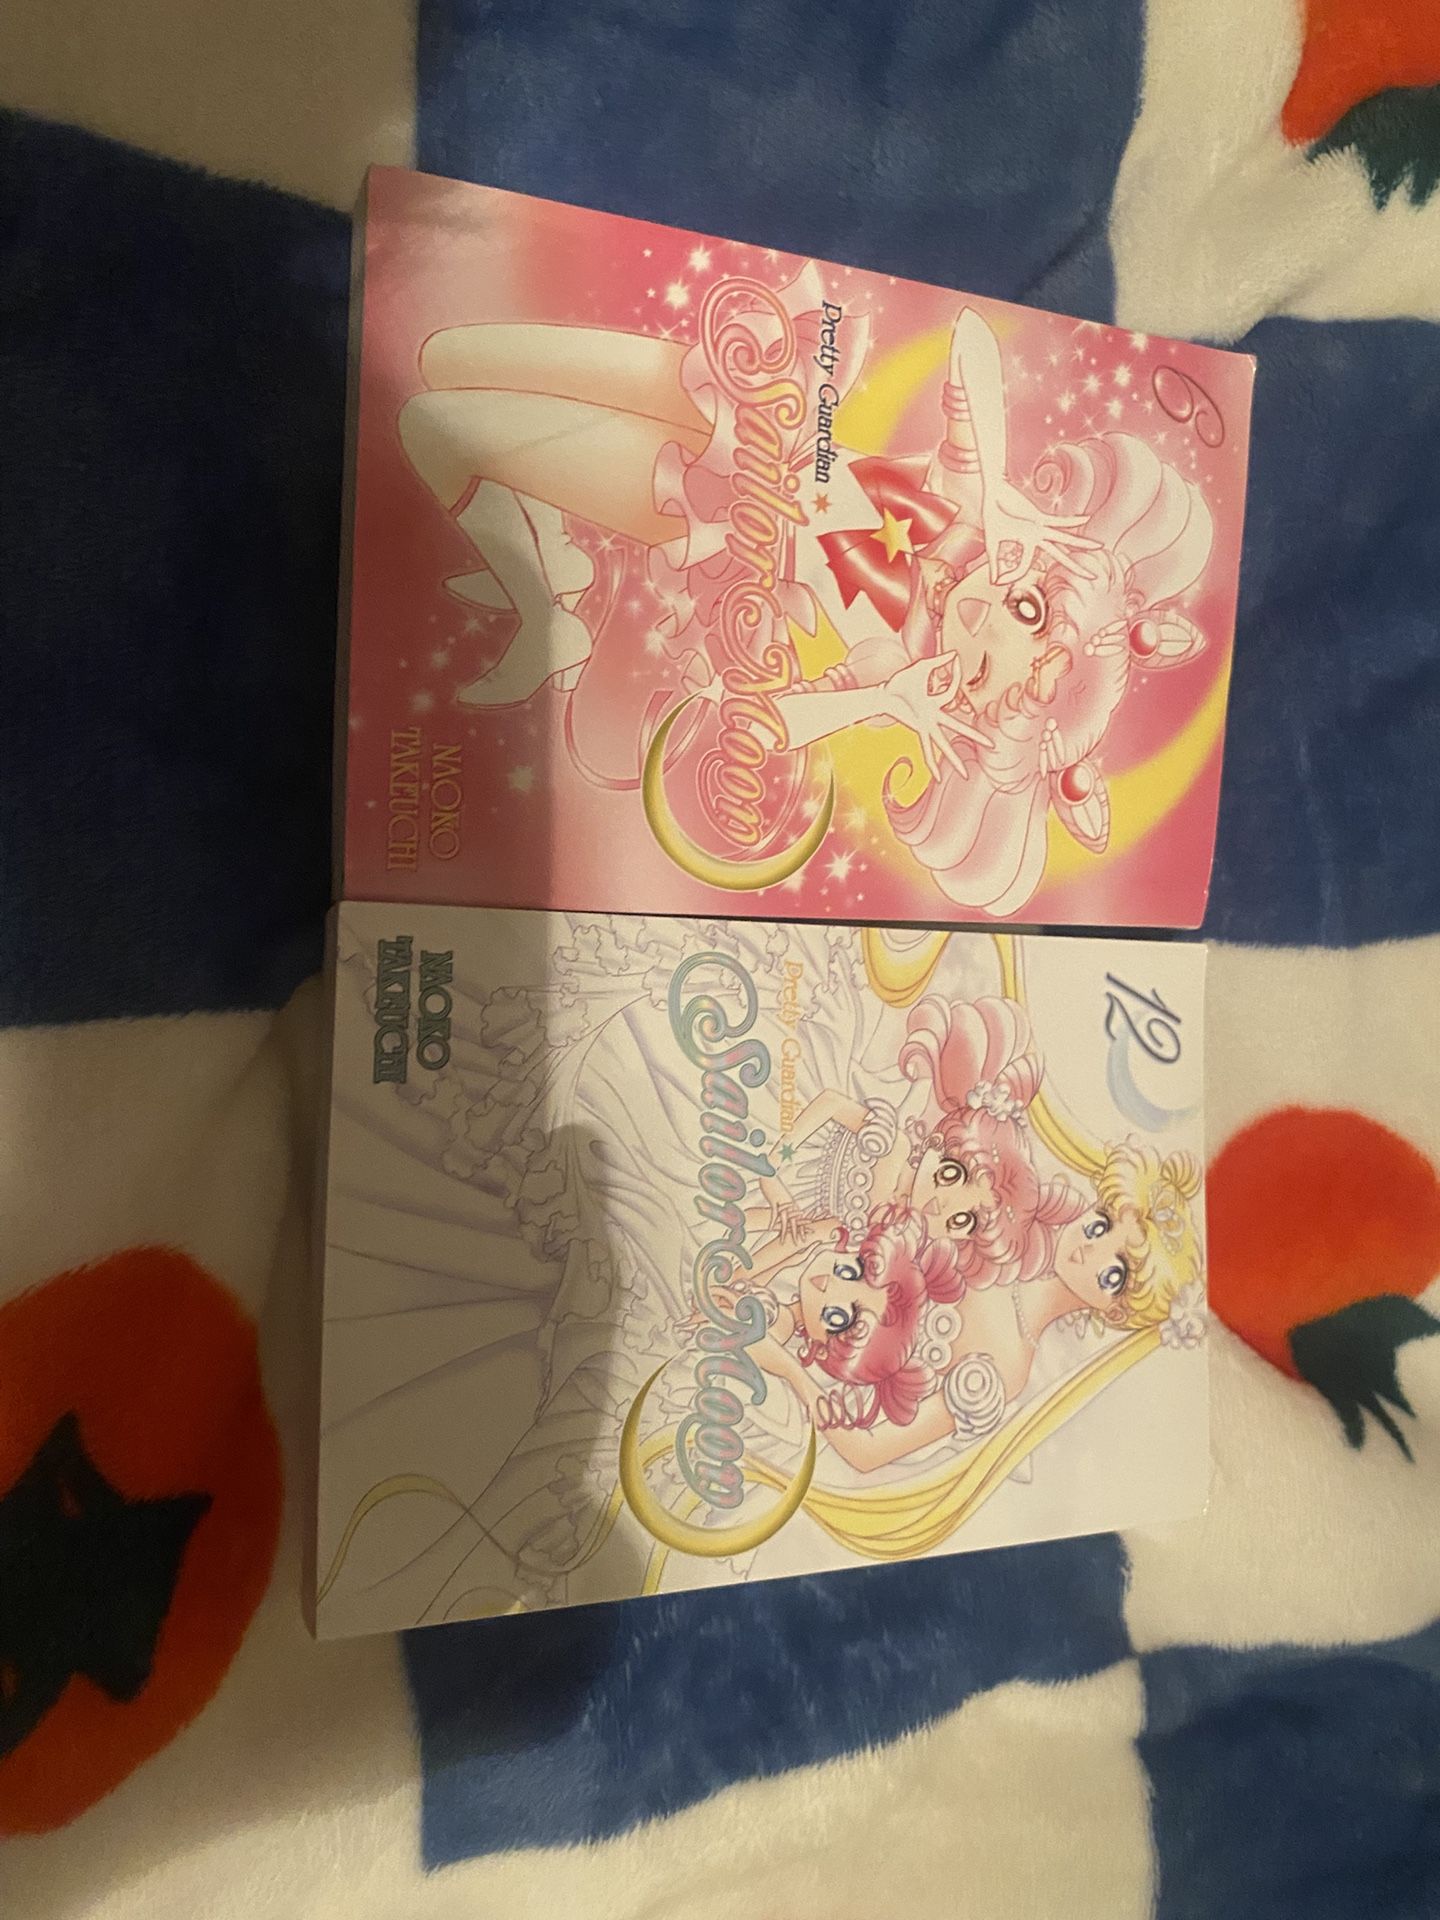 6
Pretty Guardian
Sailor Moon
NAOKO
TAKEUCHI
12
Pretty Guardian
Sailor Moon
NAOKO
TAKEUCHI